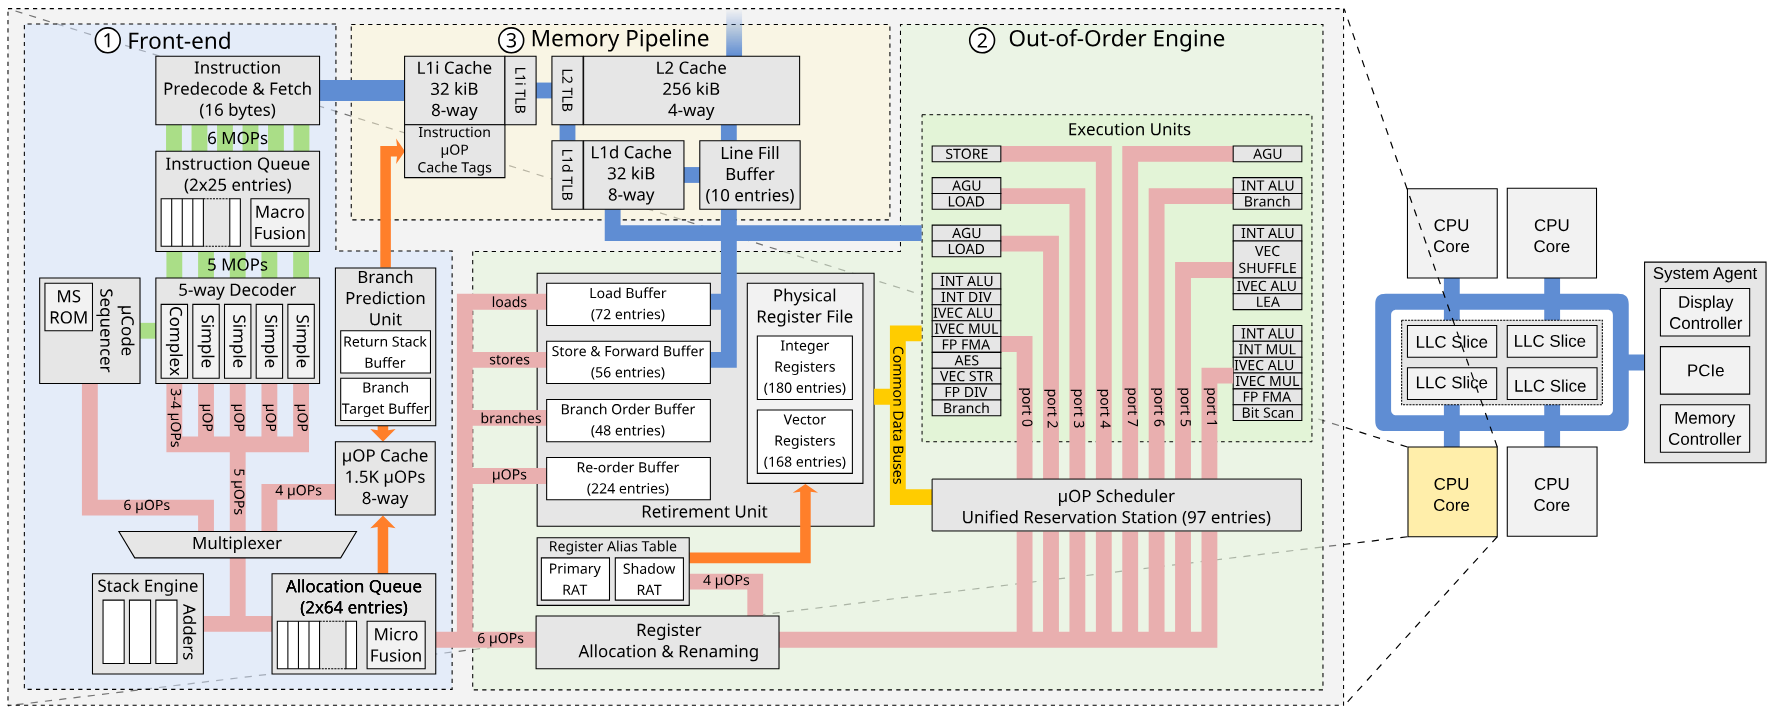 1 Front-end
Instruction
Predecode & Fetch
(16 bytes)
6 MOPs
Instruction Queue
(2x25 entries)
Macro
Fusion
5 MOPs
MS
ROM
µCode
Sequencer
5-way Decoder
Complex
Simple
Simple
Simple
Simple
3-4 µOPs
µOP
µOP
µOP
µOP
Branch
Prediction
Unit
Return Stack
Buffer
Branch
Target Buffer
µOP Cache
1.5K µOPs
8-way
6 µOPs
5 µOPs
4 µOPs
Multiplexer
Stack Engine
Adders
Allocation Queue
(2x64 entries)
Micro
Fusion
3 Memory Pipeline
L1i Cache
32 kiB
8-way
L1i TLB
Instruction
µOP
Cache Tags
L2 TLB
L2 Cache
256 kiB
4-way
L1d TLB
L1d Cache
32 kiB
8-way
Line Fill
Buffer
(10 entries)
2 Out-of-Order Engine
Execution Units
STORE
AGU
LOAD
AGU
LOAD
INT ALU
INT DIV
IVEC ALU
IVEC MUL
FP FMA
AES
VEC STR
FP DIV
Branch
AGU
INT ALU
Branch
INT ALU
VEC
SHUFFLE
IVEC ALU
LEA
INT ALU
INT MUL
IVEC ALU
IVEC MUL
FP FMA
Bit Scan
port 0
port 2
port 3
port 4
port 7
port 6
port 5
port 1
µOP Scheduler
Unified Reservation Station (97 entries)
Common Data Buses
loads
stores
branches
µOPs
Load Buffer
(72 entries)
Store & Forward Buffer
(56 entries)
Branch Order Buffer
(48 entries)
Re-order Buffer
(224 entries)
Physical
Register File
Integer
Registers
(180 entries)
Vector
Registers
(168 entries)
Retirement Unit
Register Alias Table
Primary
RAT
Shadow
RAT
4 µOPs
6 µOPs
Register
Allocation & Renaming
CPU
Core
CPU
Core
LLC Slice
LLC Slice
LLC Slice
LLC Slice
CPU
Core
CPU
Core
System Agent
Display
Controller
PCIe
Memory
Controller